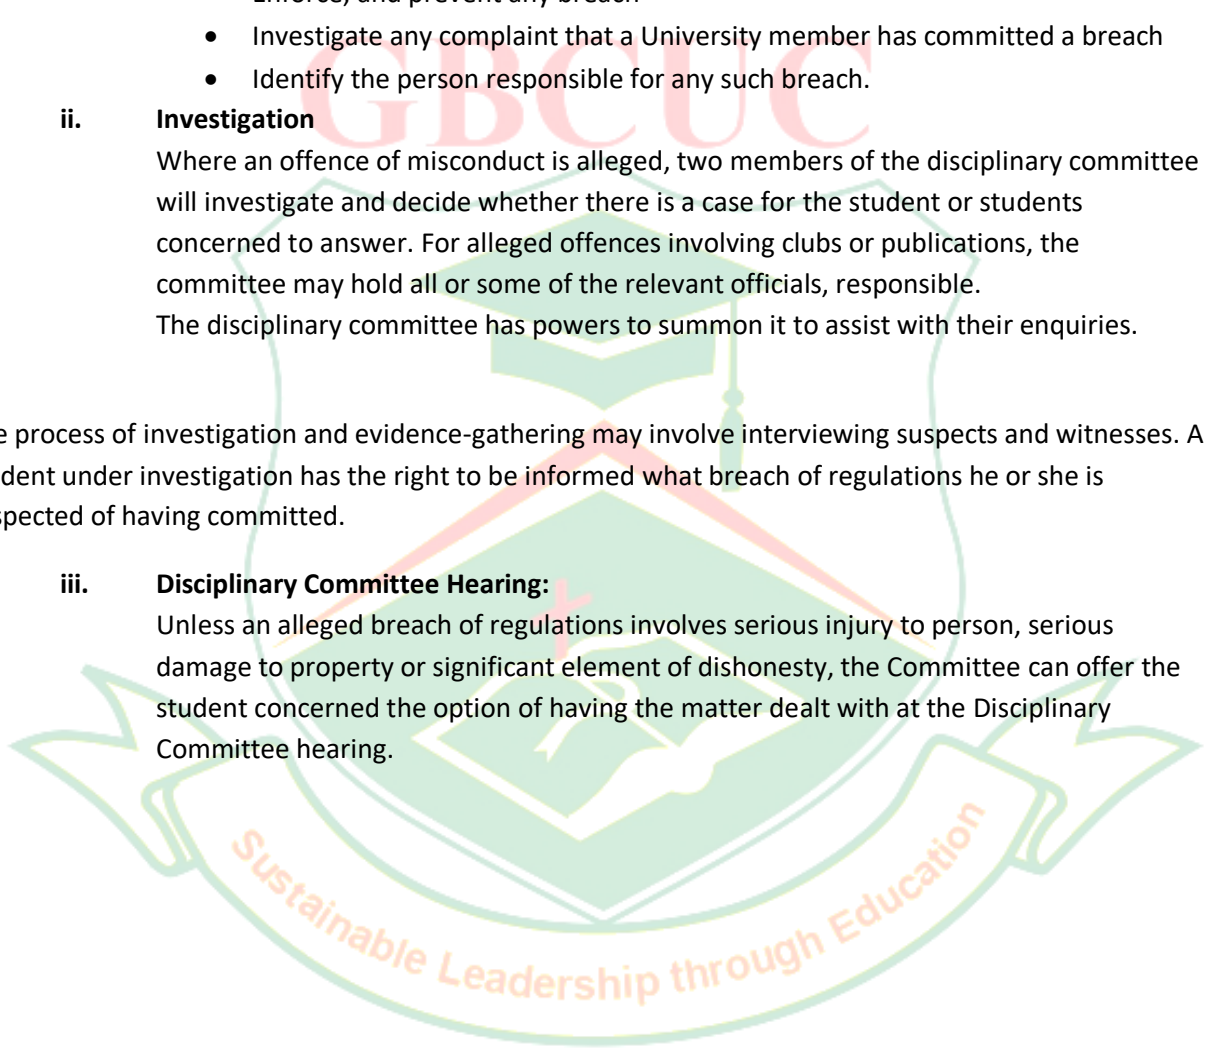 Enforce, and prevent any breach
• Investigate any complaint that a University member has committed a breach
• Identify the person responsible for any such breach.
GBCUC
ii. Investigation
Where an offence of misconduct is alleged, two members of the disciplinary committee
will investigate and decide whether there is a case for the student or students
concerned to answer. For alleged offences involving clubs or publications, the
committee may hold all or some of the relevant officials, responsible.
The disciplinary committee has powers to summon it to assist with their enquiries.
e process of investigation and evidence-gathering may involve interviewing suspects and witnesses. A
dent under investigation has the right to be informed what breach of regulations he or she is
spected of having committed.
iii. Disciplinary Committee Hearing:
Unless an alleged breach of regulations involves serious injury to person, serious
damage to property or significant element of dishonesty, the Committee can offer the
student concerned the option of having the matter dealt with at the Disciplinary
Committee hearing.
Sustainable Leadership through Education